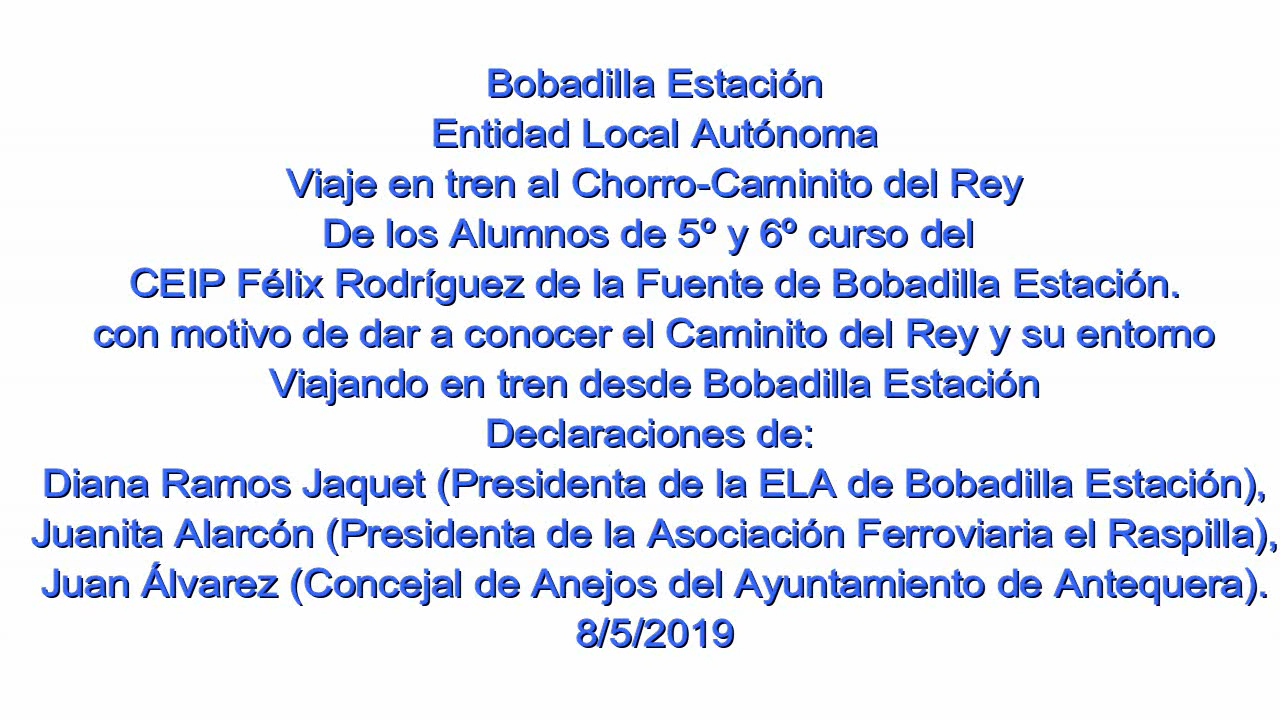 Bobadilla Estación
Entidad Local Autónoma
Viaje en tren al Chorro-Caminito del Rey
De los Alumnos de 5º y 6º curso del
CEIP Félix Rodríguez de la Fuente de Bobadilla Estación.
con motivo de dar a conocer el Caminito del Rey y su entorno
Viajando en tren desde Bobadilla Estación
Declaraciones de:
Diana Ramos Jaquet (Presidenta de la ELA de Bobadilla Estación),
Juanita Alarcón (Presidenta de la Asociación Ferroviaria el Raspilla),
Juan Álvarez (Concejal de Anejos del Ayuntamiento de Antequera).
8/5/2019